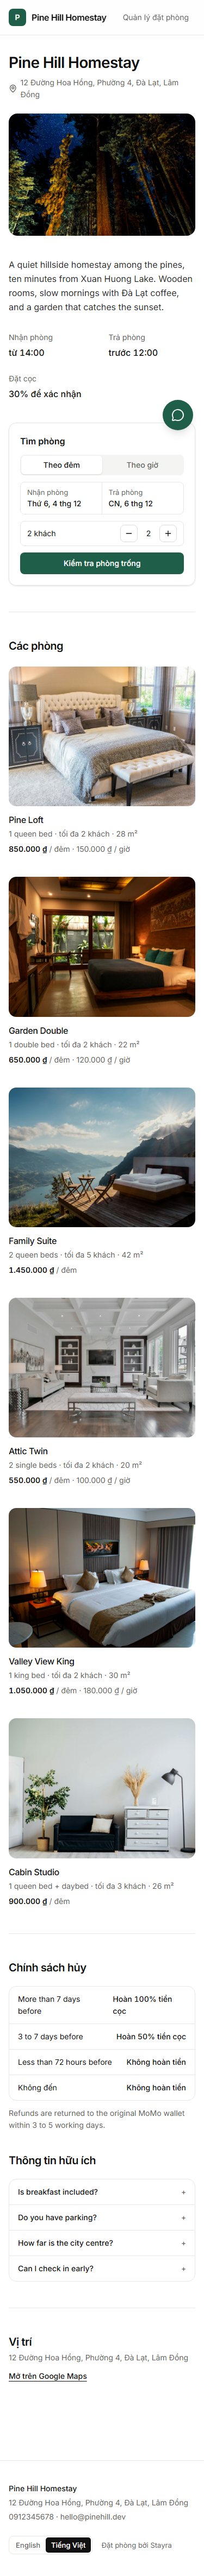 P Pine Hill Homestay Quản lý đặt phòng
Pine Hill Homestay
12 Đường Hoa Hồng, Phường 4, Đà Lạt, Lâm
Đồng
A quiet hillside homestay among the pines,
ten minutes from Xuan Huong Lake. Wooden
rooms, slow mornings with Đà Lạt coffee,
and a garden that catches the sunset.
Nhận phòng Trả phòng
từ 14:00 trước 12:00
Đặt cọc
30% để xác nhận
Tìm phòng
Theo đêm Theo giờ
Nhận phòng Trả phòng
Thứ 6, 4 thg 12 CN, 6 thg 12
2 khách − 2 +
Kiểm tra phòng trống
Các phòng
Pine Loft
1 queen bed · tối đa 2 khách · 28 m²
850.000 ₫ / đêm · 150.000 ₫ / giờ
Garden Double
1 double bed · tối đa 2 khách · 22 m²
650.000 ₫ / đêm · 120.000 ₫ / giờ
Family Suite
2 queen beds · tối đa 5 khách · 42 m²
1.450.000 ₫ / đêm
Attic Twin
2 single beds · tối đa 2 khách · 20 m²
550.000 ₫ / đêm · 100.000 ₫ / giờ
Valley View King
1 king bed · tối đa 2 khách · 30 m²
1.050.000 ₫ / đêm · 180.000 ₫ / giờ
Cabin Studio
1 queen bed + daybed · tối đa 3 khách · 26 m²
900.000 ₫ / đêm
Chính sách hủy
More than 7 days Hoàn 100% tiền
before cọc
3 to 7 days before Hoàn 50% tiền cọc
Less than 72 hours before Không hoàn tiền
Không đến Không hoàn tiền
Refunds are returned to the original MoMo wallet
within 3 to 5 working days.
Thông tin hữu ích
Is breakfast included? +
Do you have parking? +
How far is the city centre? +
Can I check in early? +
Vị trí
12 Đường Hoa Hồng, Phường 4, Đà Lạt, Lâm Đồng
Mở trên Google Maps
Pine Hill Homestay
12 Đường Hoa Hồng, Phường 4, Đà Lạt, Lâm Đồng
0912345678 · hello@pinehill.dev
English Tiếng Việt Đặt phòng bởi Stayra